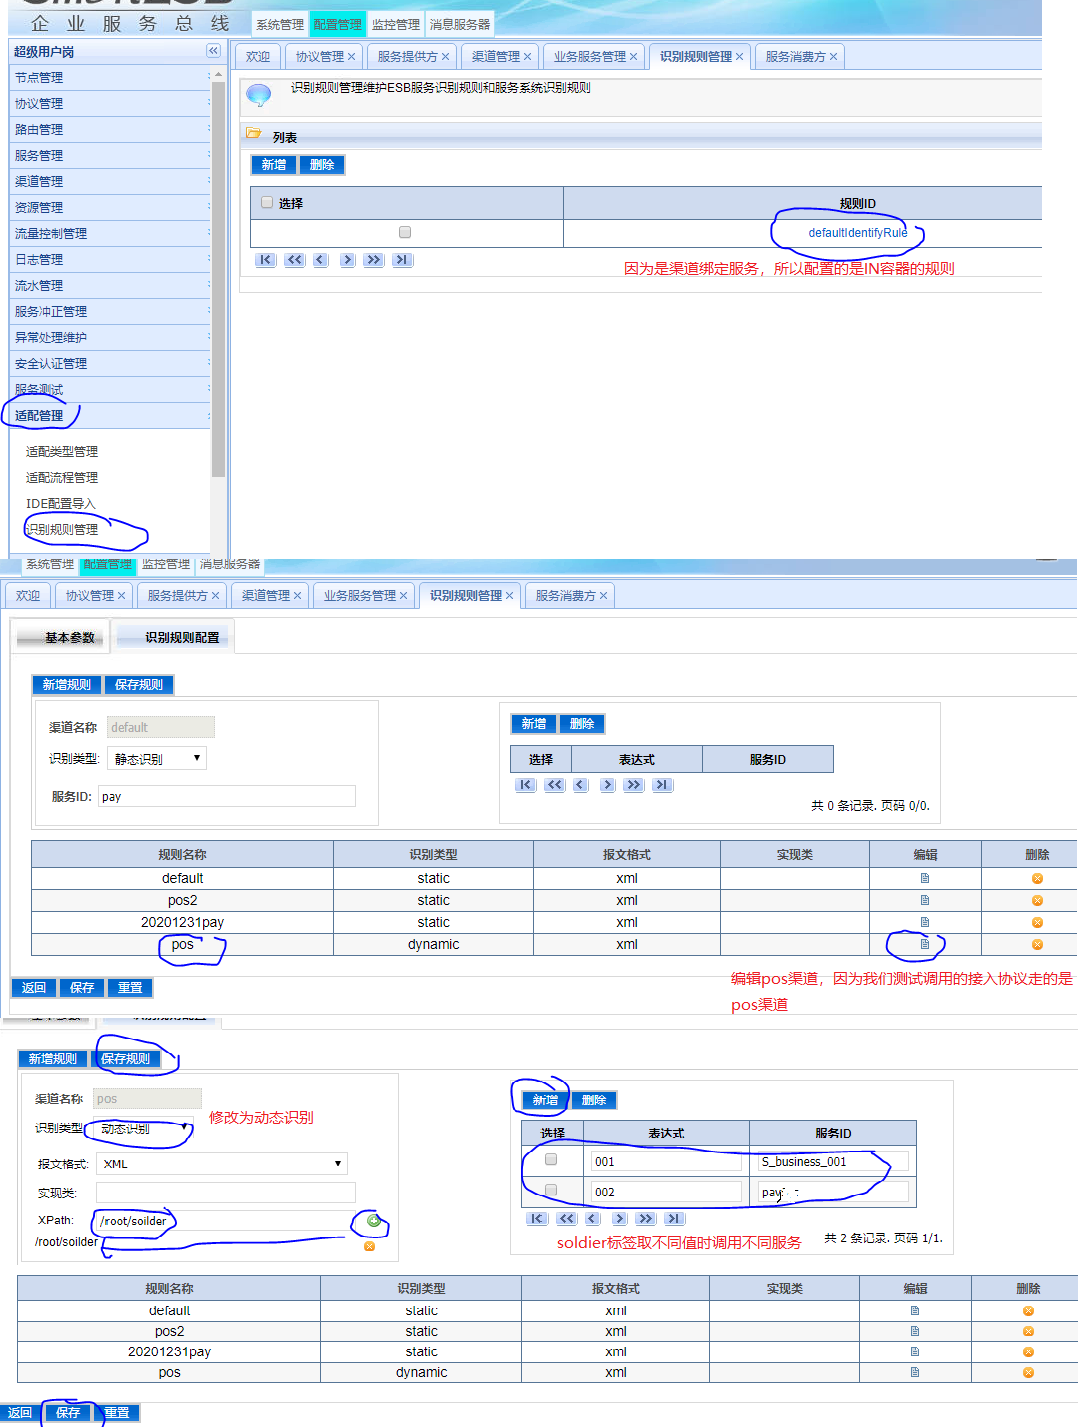 企 业 服 务 总 线
系统管理 配置管理 监控管理 消息服务器
超级用户岗
欢迎 协议管理 服务提供方 渠道管理 业务服务管理 识别规则管理 服务消费方
节点管理
协议管理
路由管理
服务管理
渠道管理
资源管理
流量控制管理
日志管理
流水管理
服务冲正管理
异常处理维护
安全认证管理
服务测试
适配管理
适配类型管理
适配流程管理
IDE配置导入
识别规则管理
识别规则管理维护ESB服务识别规则和服务系统识别规则
列表
新增 删除
选择 规则ID
defaultIdentifyRule
因为是渠道绑定服务，所以配置的是IN容器的规则
系统管理 配置管理 监控管理 消息服务器
欢迎 协议管理 服务提供方 渠道管理 业务服务管理 识别规则管理 服务消费方
基本参数 识别规则配置
新增规则 保存规则
渠道名称 default
识别类型: 静态识别
服务ID: pay
新增 删除
选择 表达式 服务ID
共 0 条记录. 页码 0/0.
规则名称 识别类型 报文格式 实现类 编辑 删除
default static xml
pos2 static xml
20201231pay static xml
pos dynamic xml
编辑pos渠道，因为我们测试调用的接入协议走的是
pos渠道
返回 保存 重置
新增规则 保存规则
渠道名称 pos
修改为动态识别
识别类型 动态识别
报文格式: XML
实现类:
XPath: /root/soilder
/root/soilder
新增 删除
选择 表达式 服务ID
001 S_business_001
002
soldier标签取不同值时调用不同服务
共 2 条记录. 页码 1/1.
规则名称 识别类型 报文格式 实现类 编辑 删除
default static xml
pos2 static xml
20201231pay static xml
pos dynamic xml
返回 保存 重置